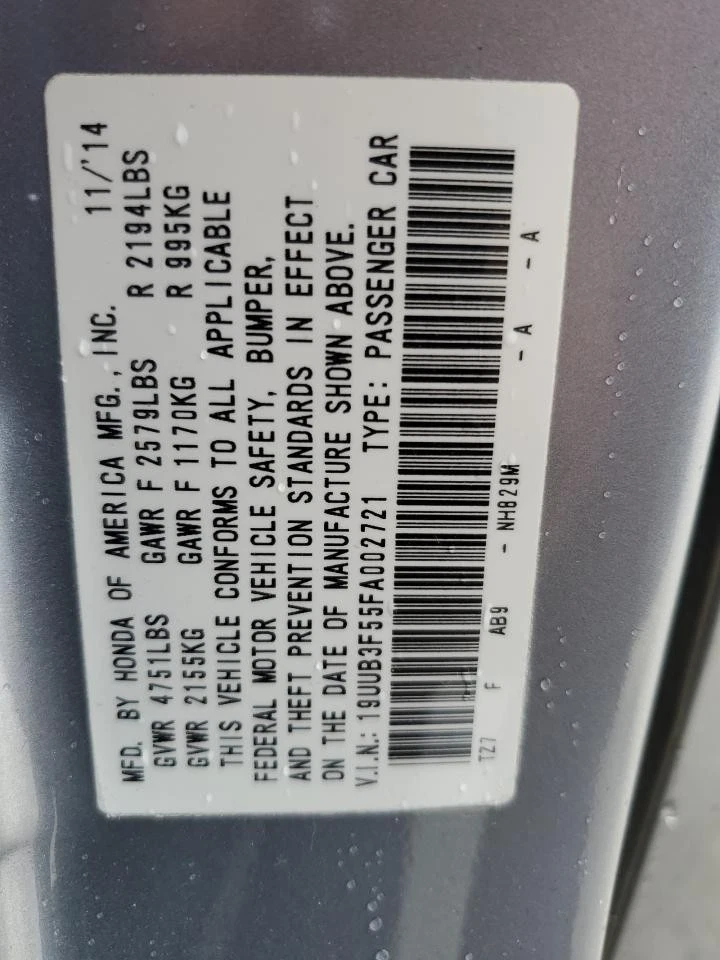 MFD. BY HONDA OF AMERICA MFG., INC. 11/'14
GVWR 4751LBS GAWR F 2579LBS R 2194LBS
GVWR 2155KG GAWR F 1170KG R 995KG
THIS VEHICLE CONFORMS TO ALL APPLICABLE
FEDERAL MOTOR VEHICLE SAFETY, BUMPER,
AND THEFT PREVENTION STANDARDS IN EFFECT
ON THE DATE OF MANUFACTURE SHOWN ABOVE.
V.I.N.: 19UUB3F55FA002721 TYPE: PASSENGER CAR
TZ7 F AB9 - NH829M - A - A